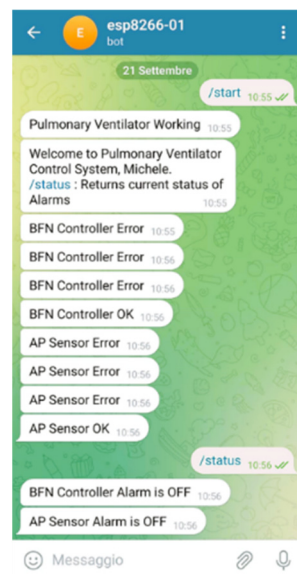 esp8266-01
E
bot
21 Settembre
/start 10:55
Pulmonary Ventilator Working 10:55
Welcome to Pulmonary Ventilator
Control System, Michele.
/status : Returns current status of
Alarms 10:55
BFN Controller Error 10:55
BFN Controller Error 10:56
BFN Controller Error 10:56
BFN Controller OK 10:56
AP Sensor Error 10:56
AP Sensor Error 10:56
AP Sensor Error 10:56
AP Sensor OK 10:56
/status 10:56
BFN Controller Alarm is OFF 10:56
AP Sensor Alarm is OFF 10:56
Messaggio